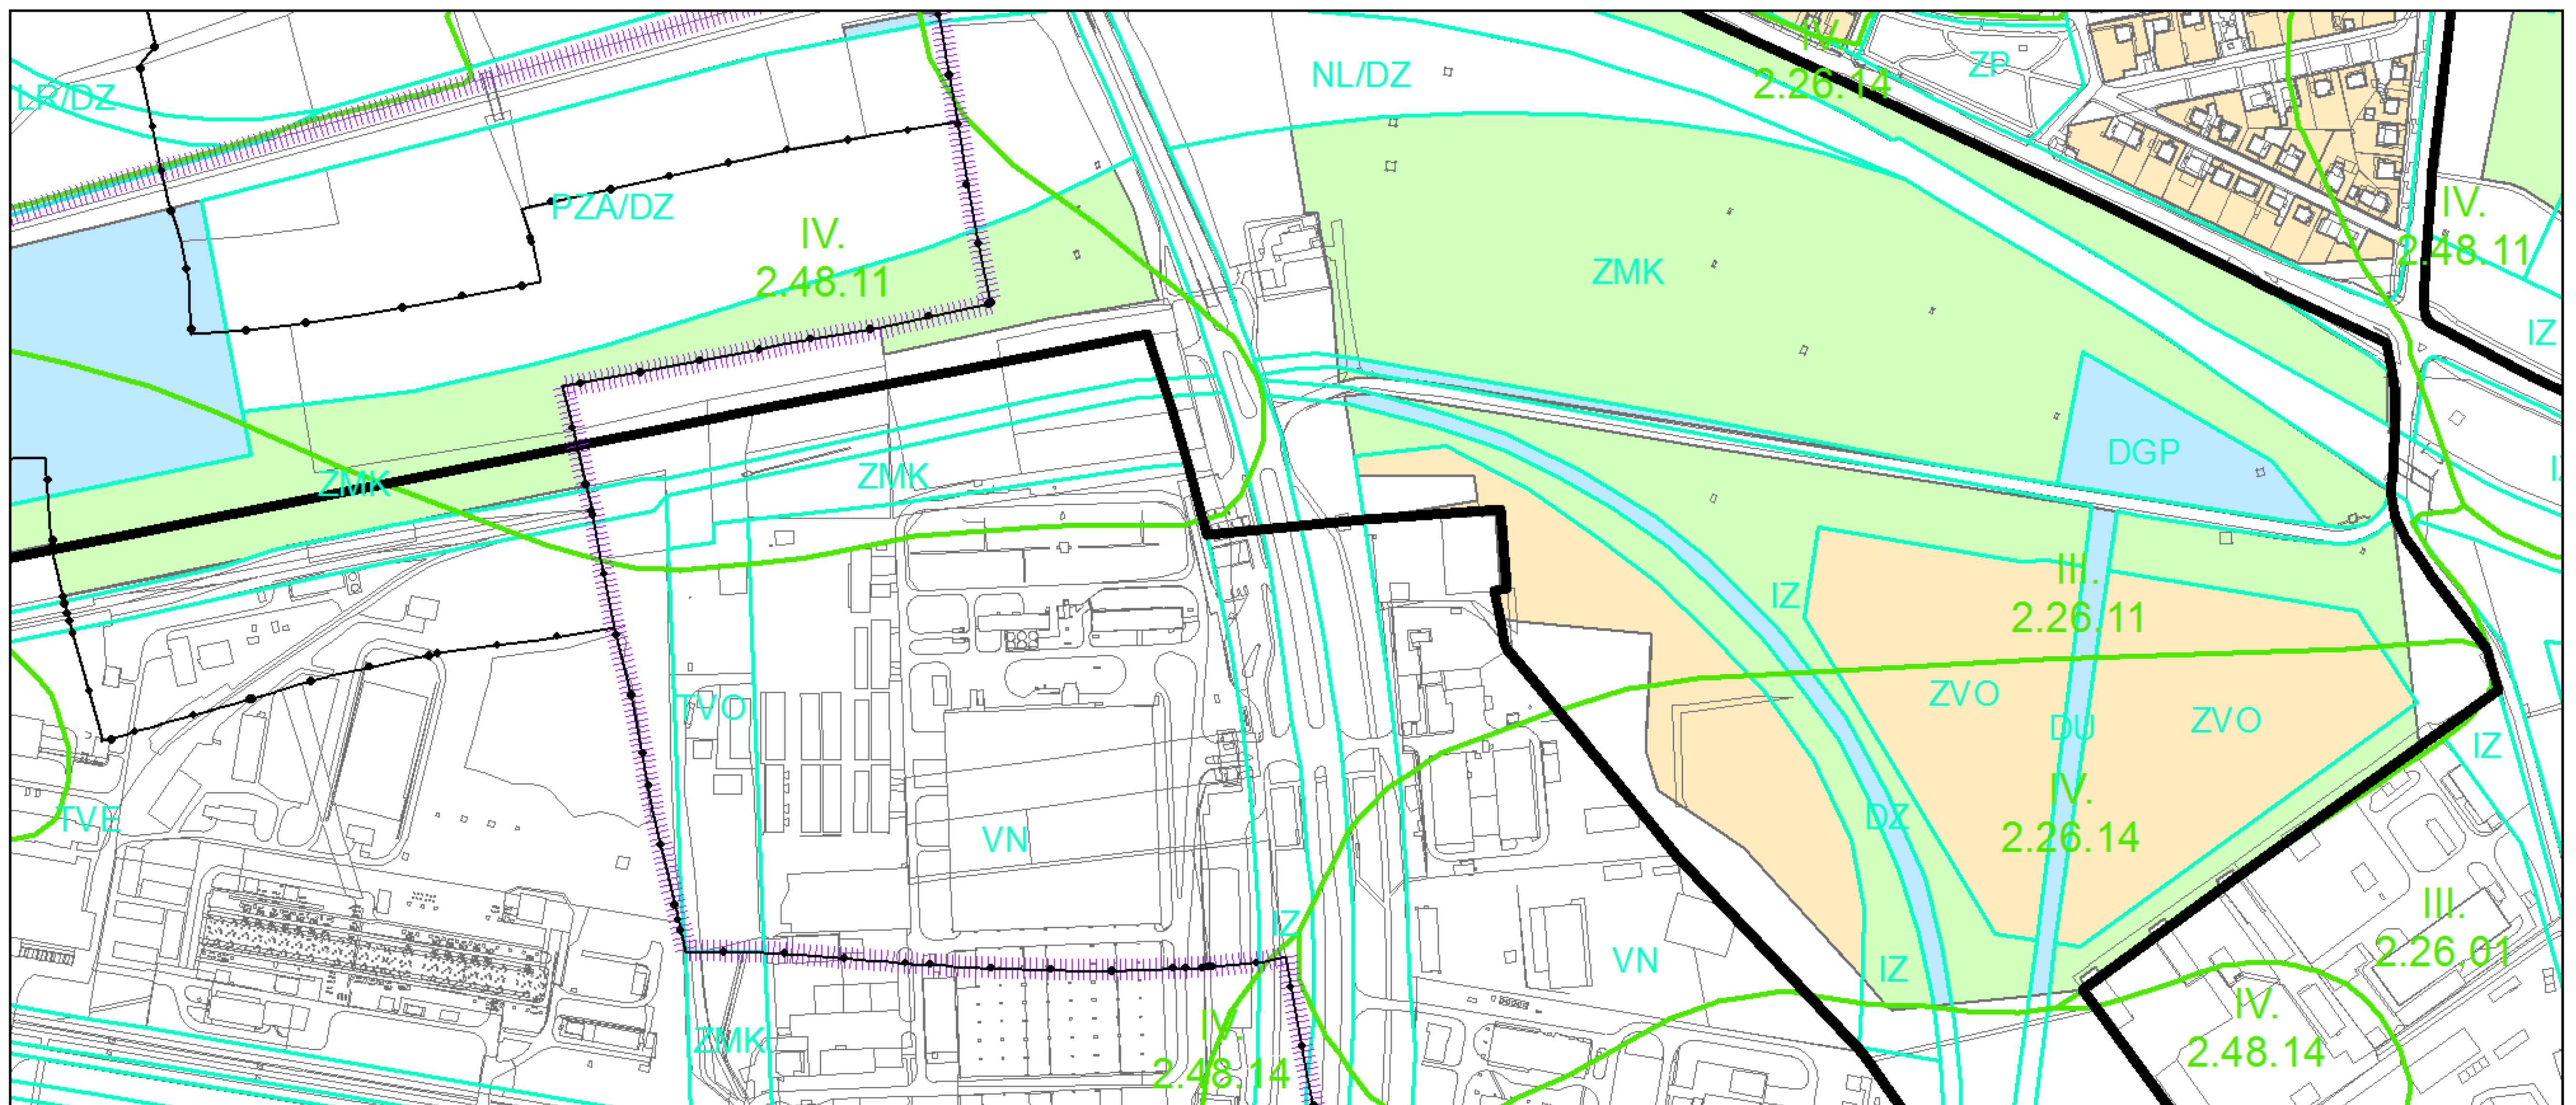 IV.
2.26.14
ZP
NL/DZ
LR/DZ
PZA/DZ
IV.
2.48.11
IV.
2.48.11
ZMK
IZ
DGP
ZMK
ZMK
III.
2.26.11
IZ
ZVO
ZVO
TVO
DU
IZ
IV.
2.26.14
DZ
TVE
VN
III.
2.26.01
IZ
VN
IZ
IV.
2.48.14
IV.
2.48.14
ZMK